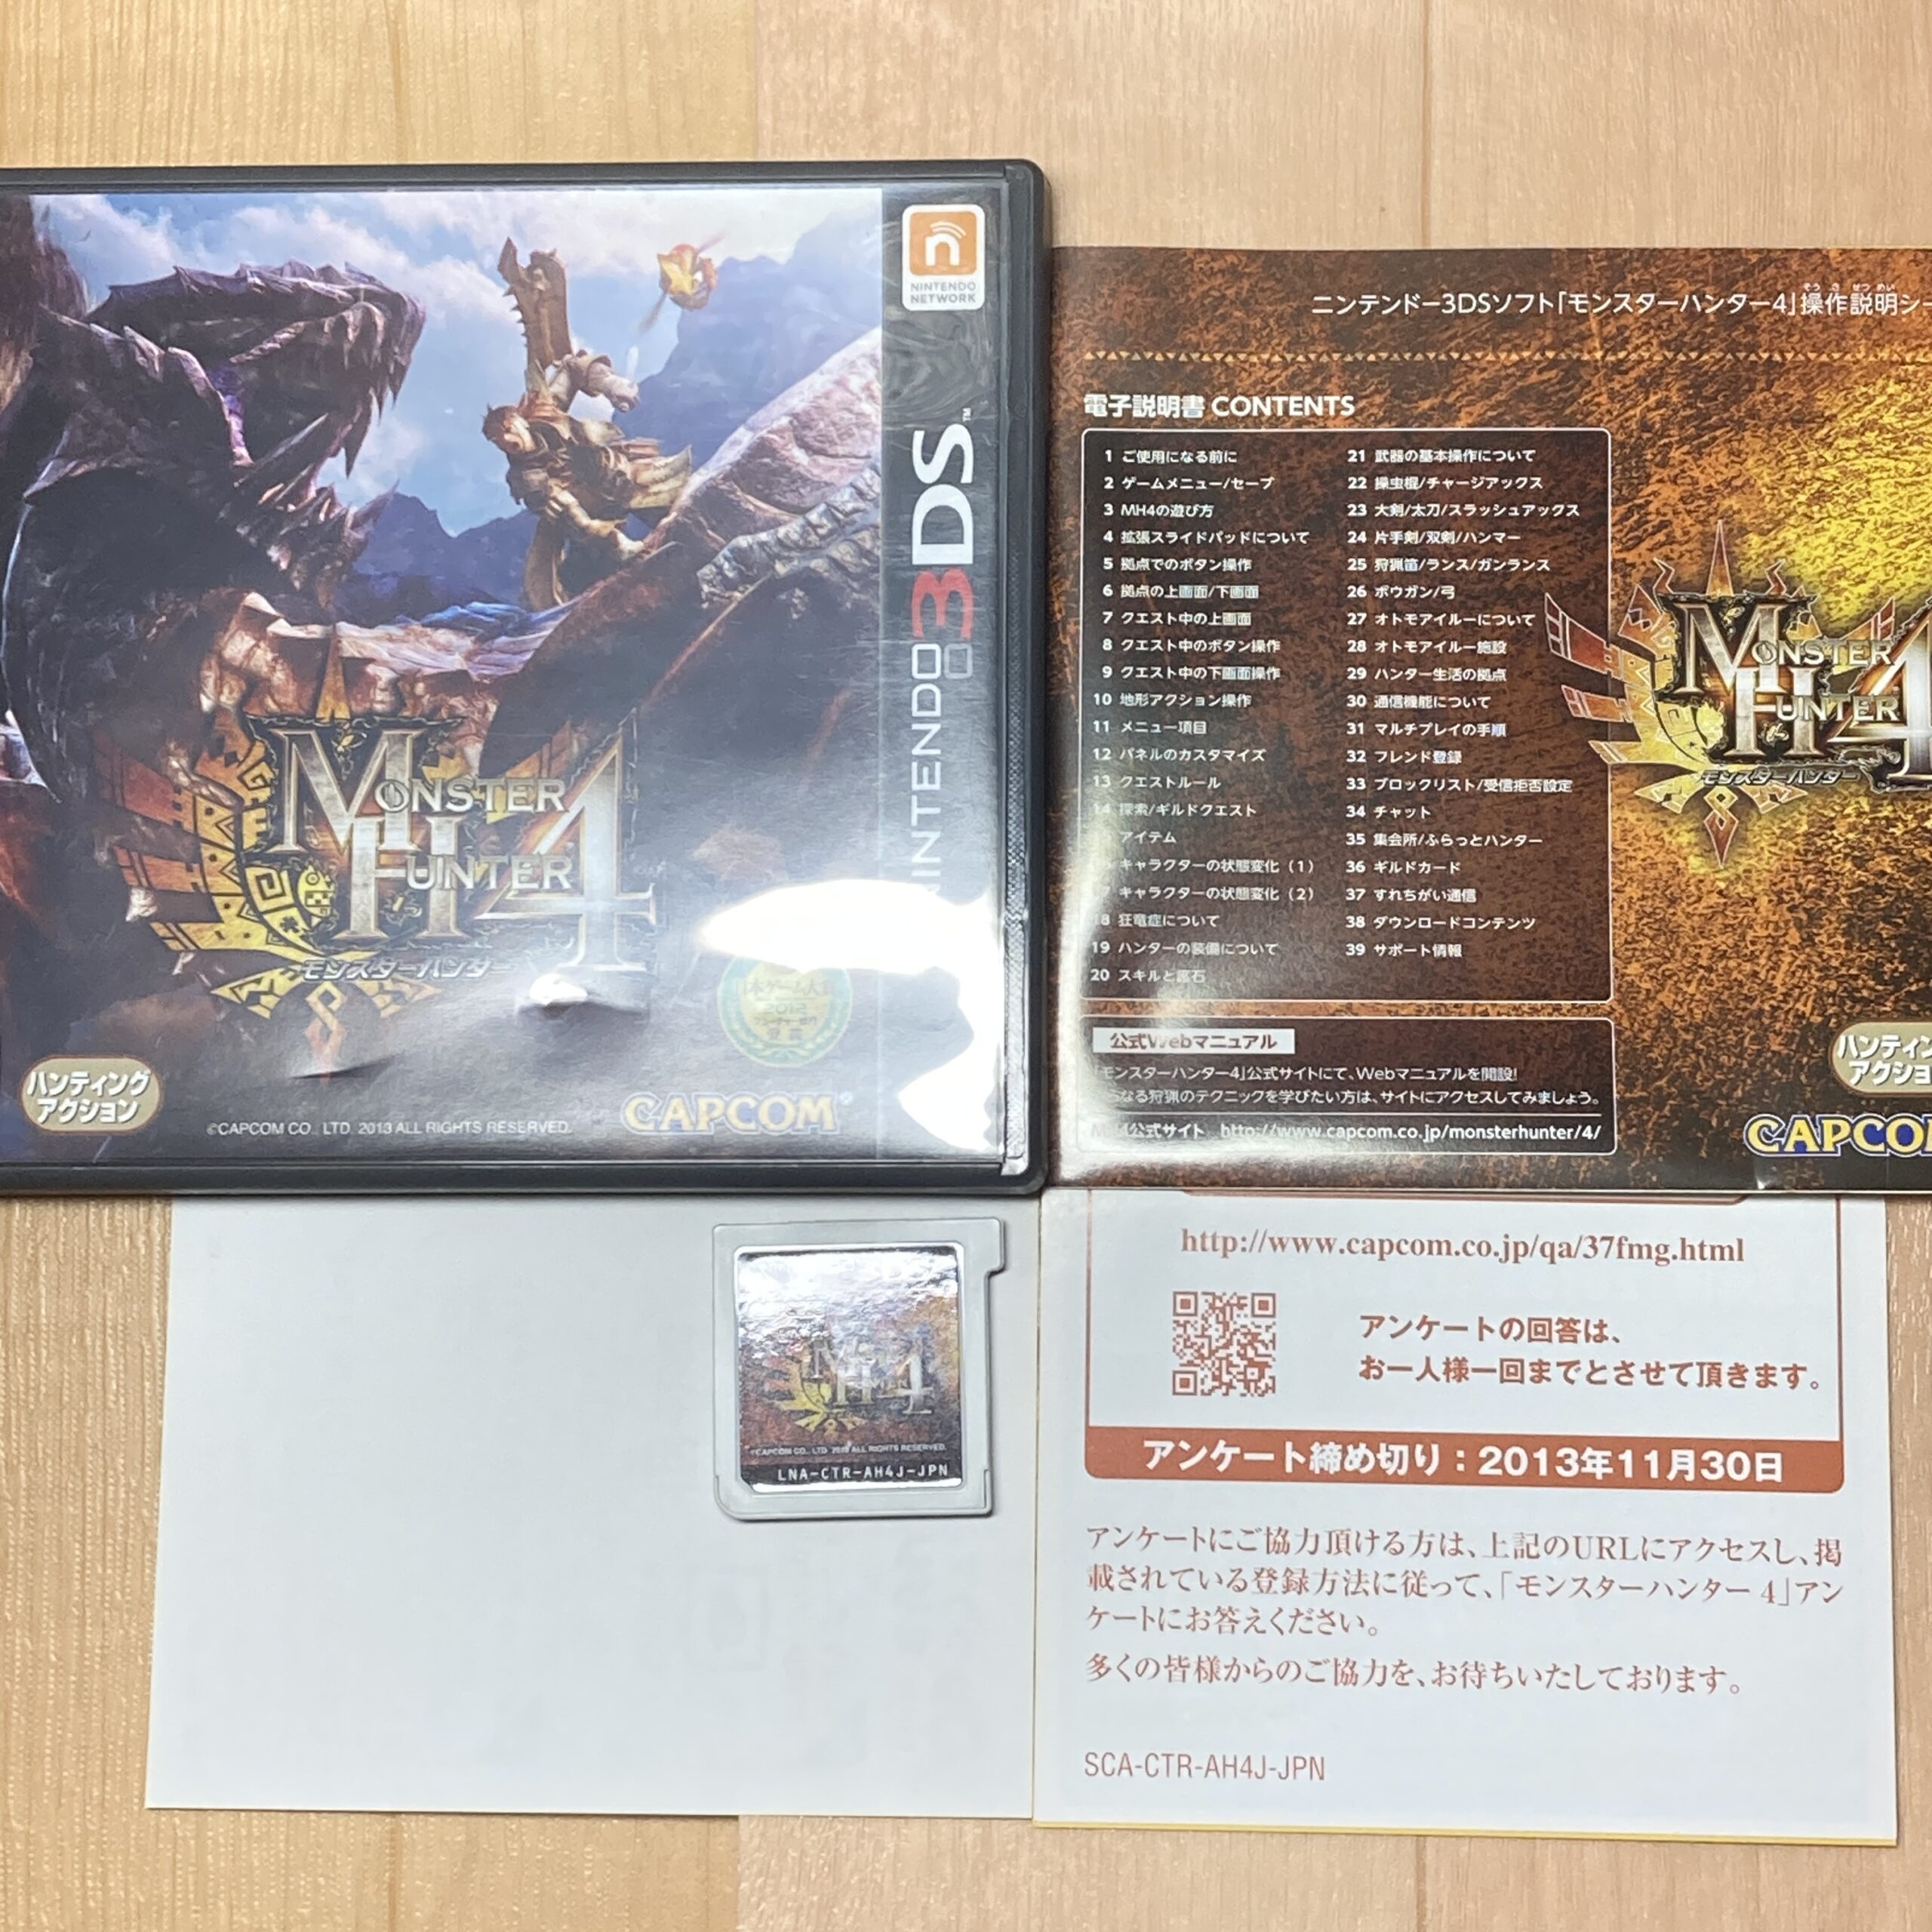 NINTENDO
NETWORK
NINTENDO 3DS™
MONSTER
HUNTER 4
モンスターハンター
2012
ハンティング
アクション
©CAPCOM CO., LTD. 2013 ALL RIGHTS RESERVED.
CAPCOM
ニンテンドー3DSソフト「モンスターハンター4」操作説明シ
電子説明書 CONTENTS
1 ご使用になる前に
2 ゲームメニュー/セーブ
3 MH4の遊び方
4 拡張スライドパッドについて
5 拠点でのボタン操作
6 拠点の上画面/下画面
7 クエスト中の上画面
8 クエスト中のボタン操作
9 クエスト中の下画面操作
10 地形アクション操作
11 メニュー項目
12 パネルのカスタマイズ
13 クエストルール
14 探索/ギルドクエスト
アイテム
キャラクターの状態変化(1)
キャラクターの状態変化(2)
18 狂竜症について
19 ハンターの装備について
20 スキルと護石
21 武器の基本操作について
22 操虫棍/チャージアックス
23 大剣/太刀/スラッシュアックス
24 片手剣/双剣/ハンマー
25 狩猟笛/ランス/ガンランス
26 ボウガン/弓
27 オトモアイルーについて
28 オトモアイルー施設
29 ハンター生活の拠点
30 通信機能について
31 マルチプレイの手順
32 フレンド登録
33 ブロックリスト/受信拒否設定
34 チャット
35 集会所/ふらっとハンター
36 ギルドカード
37 すれちがい通信
38 ダウンロードコンテンツ
39 サポート情報
MONSTER
HUNTER 4
モンスターハンター
公式Webマニュアル
「モンスターハンター4」公式サイトにて、Webマニュアルを開設!
なる狩猟のテクニックを学びたい方は、サイトにアクセスしてみましょう。
公式サイト http://www.capcom.co.jp/monsterhunter/4/
ハンティン
アクショ
CAPCO
©CAPCOM CO., LTD. 2013 ALL RIGHTS RESERVED.
LNA-CTR-AH4J-JPN
http://www.capcom.co.jp/qa/37fmg.html
アンケートの回答は、
お一人様一回までとさせて頂きます。
アンケート締め切り:2013年11月30日
アンケートにご協力頂ける方は、上記のURLにアクセスし、掲
載されている登録方法に従って、「モンスターハンター 4」アン
ケートにお答えください。
多くの皆様からのご協力を、お待ちいたしております。
SCA-CTR-AH4J-JPN